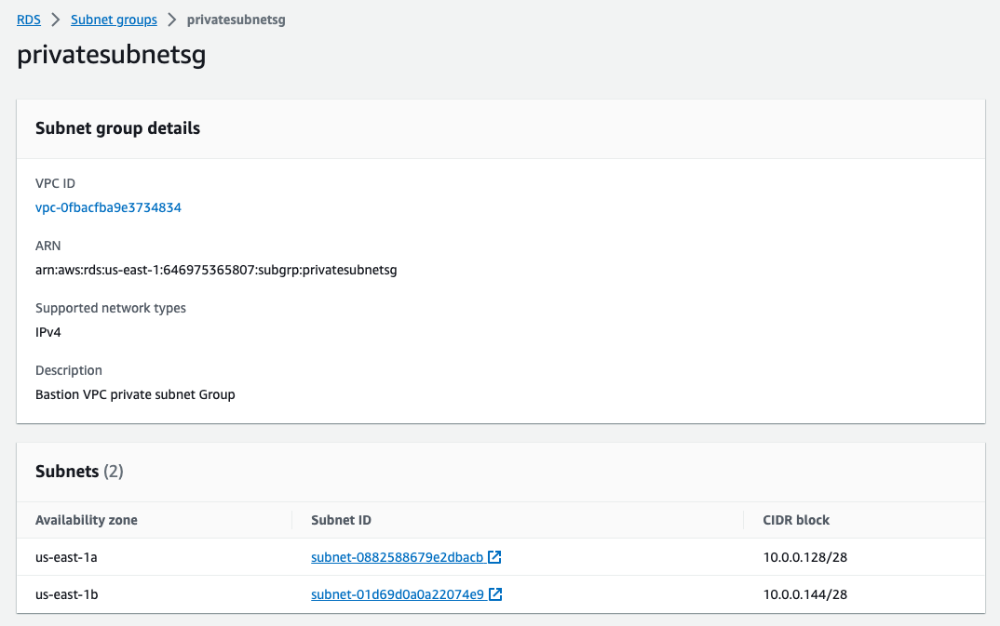 RDS > Subnet groups > privatesubnetsg
privatesubnetsg
Subnet group details
VPC ID
vpc-0fbacfba9e3734834
ARN
arn:aws:rds:us-east-1:646975365807:subgrp:privatesubnetsg
Supported network types
IPv4
Description
Bastion VPC private subnet Group
Subnets (2)
Availability zone Subnet ID CIDR block
us-east-1a subnet-0882588679e2dbacb 10.0.0.128/28
us-east-1b subnet-01d69d0a0a22074e9 10.0.0.144/28